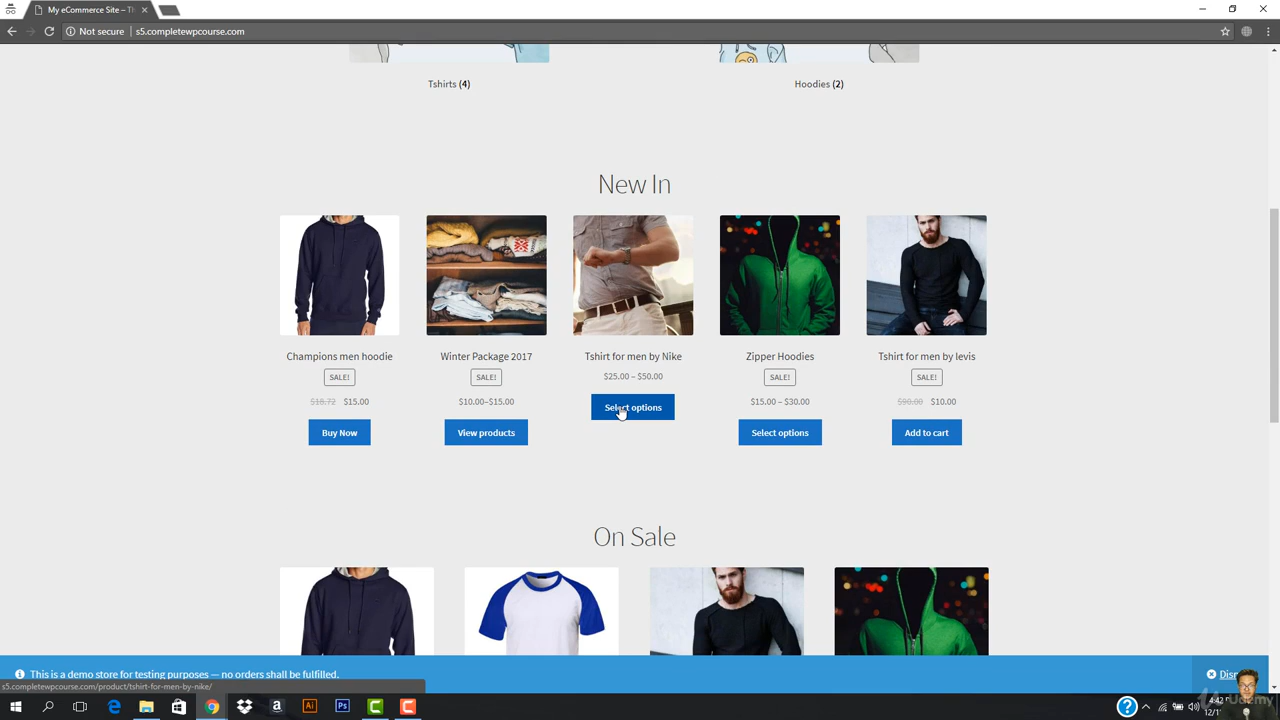 My eCommerce Site – Th
Not secure
s5.completewpcourse.com
Tshirts (4)
Hoodies (2)
New In
Champions men hoodie
SALE!
$18.72 $15.00
Buy Now
Winter Package 2017
SALE!
$10.00–$15.00
View products
Tshirt for men by Nike
$25.00 – $50.00
Select options
Zipper Hoodies
SALE!
$15.00 – $30.00
Select options
Tshirt for men by levis
SALE!
$90.00 $10.00
Add to cart
On Sale
This is a demo store for testing purposes — no orders shall be fulfilled.
s5.completewpcourse.com/product/tshirt-for-men-by-nike/
Udemy